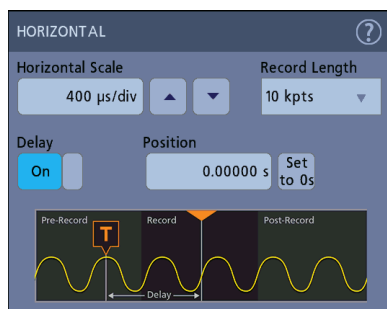 HORIZONTAL ?
Horizontal Scale Record Length
400 µs/div 10 kpts
Delay Position
On 0.00000 s Set to 0s
Pre-Record Record Post-Record
T
Delay